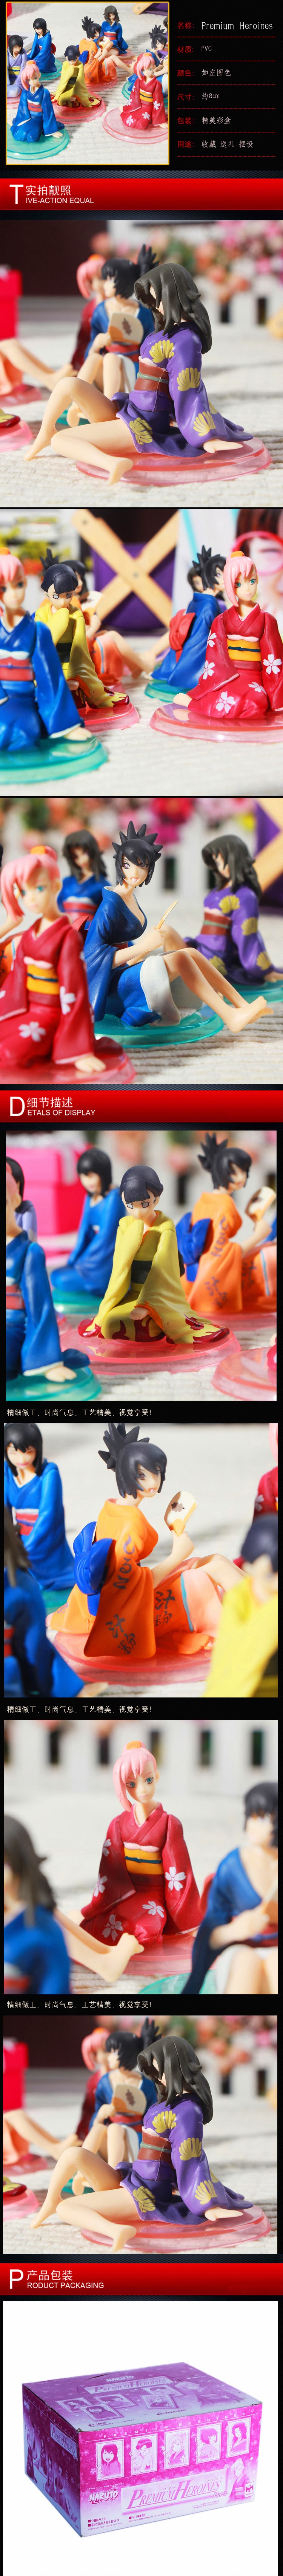 名称: Premium Heroines
材质: PVC
颜色: 如左图色
尺寸: 约8cm
包装: 精美彩盒
用途: 收藏 送礼 摆设
T 实拍靓照
IVE-ACTION EQUAL
D 细节描述
ETALS OF DISPLAY
精细做工、时尚气息、工艺精美、视觉享受!
精细做工、时尚气息、工艺精美、视觉享受!
精细做工、时尚气息、工艺精美、视觉享受!
P 产品包装
RODUCT PACKAGING
NARUTO
PREMIUM HEROINES